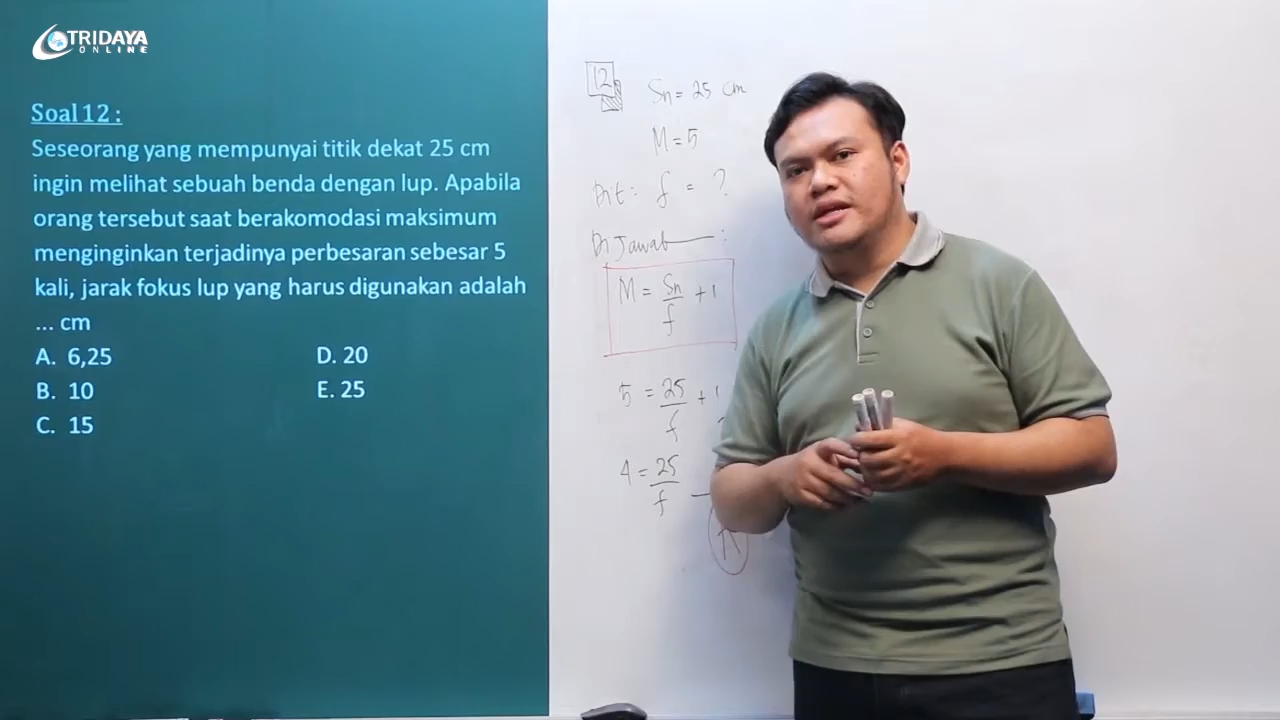 TRIDAYA
ONLINE
Soal 12 :
Seseorang yang mempunyai titik dekat 25 cm
ingin melihat sebuah benda dengan lup. Apabila
orang tersebut saat berakomodasi maksimum
menginginkan terjadinya perbesaran sebesar 5
kali, jarak fokus lup yang harus digunakan adalah
... cm
A. 6,25
B. 10
C. 15
D. 20
E. 25
12
Sn = 25 cm
M = 5
Dit : f = ?
Di Jawab :
M = Sn/f + 1
5 = 25/f + 1
4 = 25/f
A